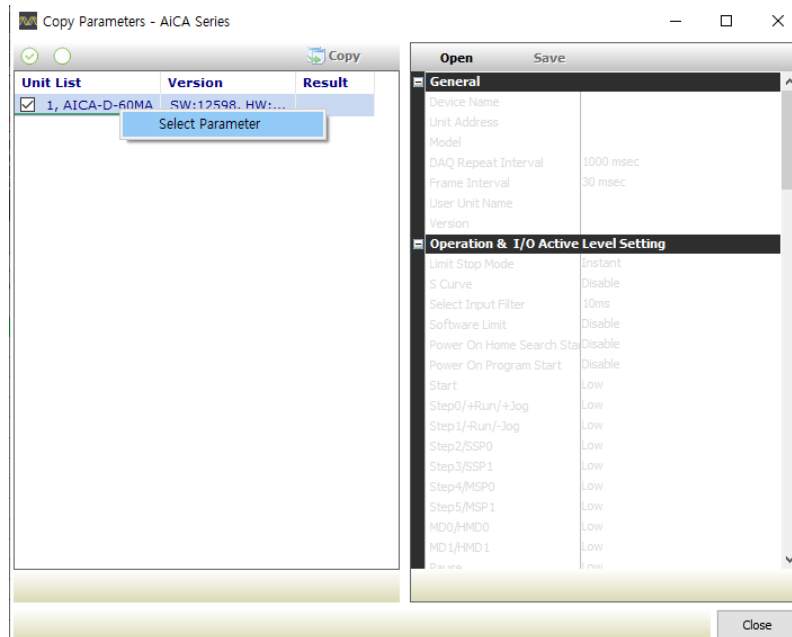 Copy Parameters - AiCA Series
Copy
Unit List Version Result
1, AICA-D-60MA SW:12598, HW:...
Select Parameter
Open Save
General
Device Name
Unit Address
Model
DAQ Repeat Interval 1000 msec
Frame Interval 30 msec
User Unit Name
Version
Operation & I/O Active Level Setting
Limit Stop Mode Instant
S Curve Disable
Select Input Filter 10ms
Software Limit Disable
Power On Home Search Star Disable
Power On Program Start Disable
Start Low
Step0/+Run/+Jog Low
Step1/-Run/-Jog Low
Step2/SSP0 Low
Step3/SSP1 Low
Step4/MSP0 Low
Step5/MSP1 Low
MD0/HMD0 Low
MD1/HMD1 Low
Pause Low
Close